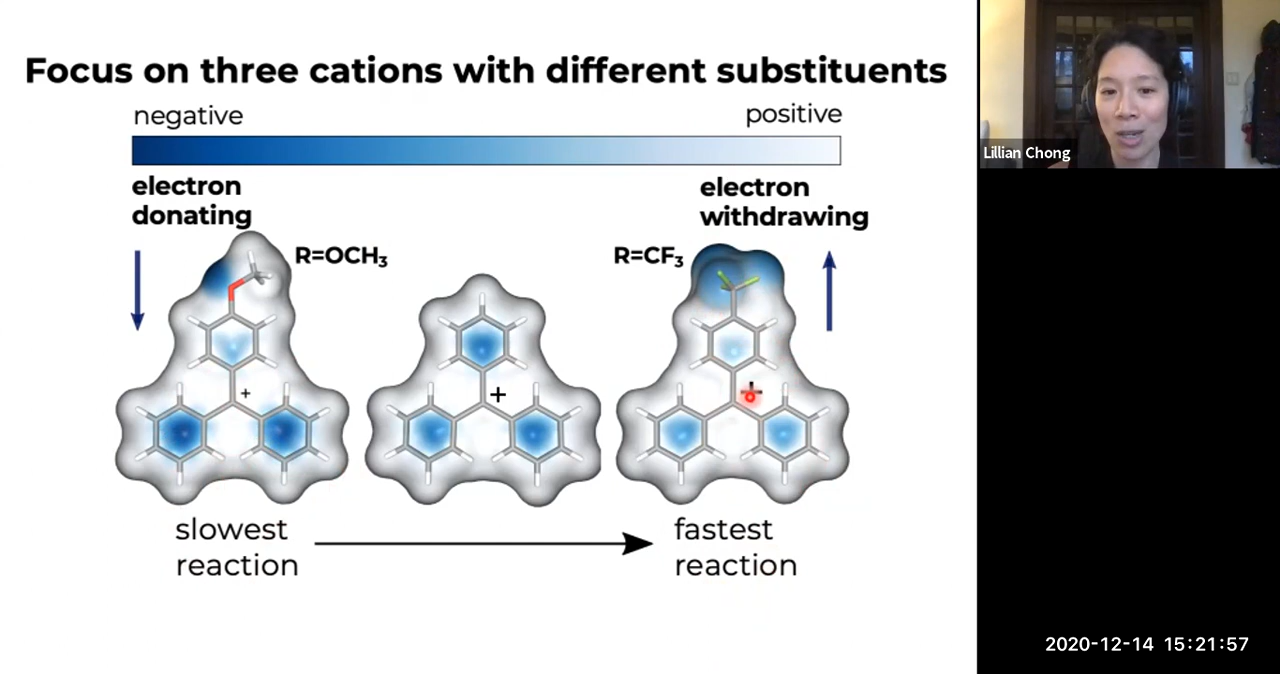 Focus on three cations with different substituents
negative
positive
electron
donating
electron
withdrawing
R=OCH₃
R=CF₃
+
+
+
slowest
reaction
fastest
reaction
Lillian Chong
2020-12-14 15:21:57